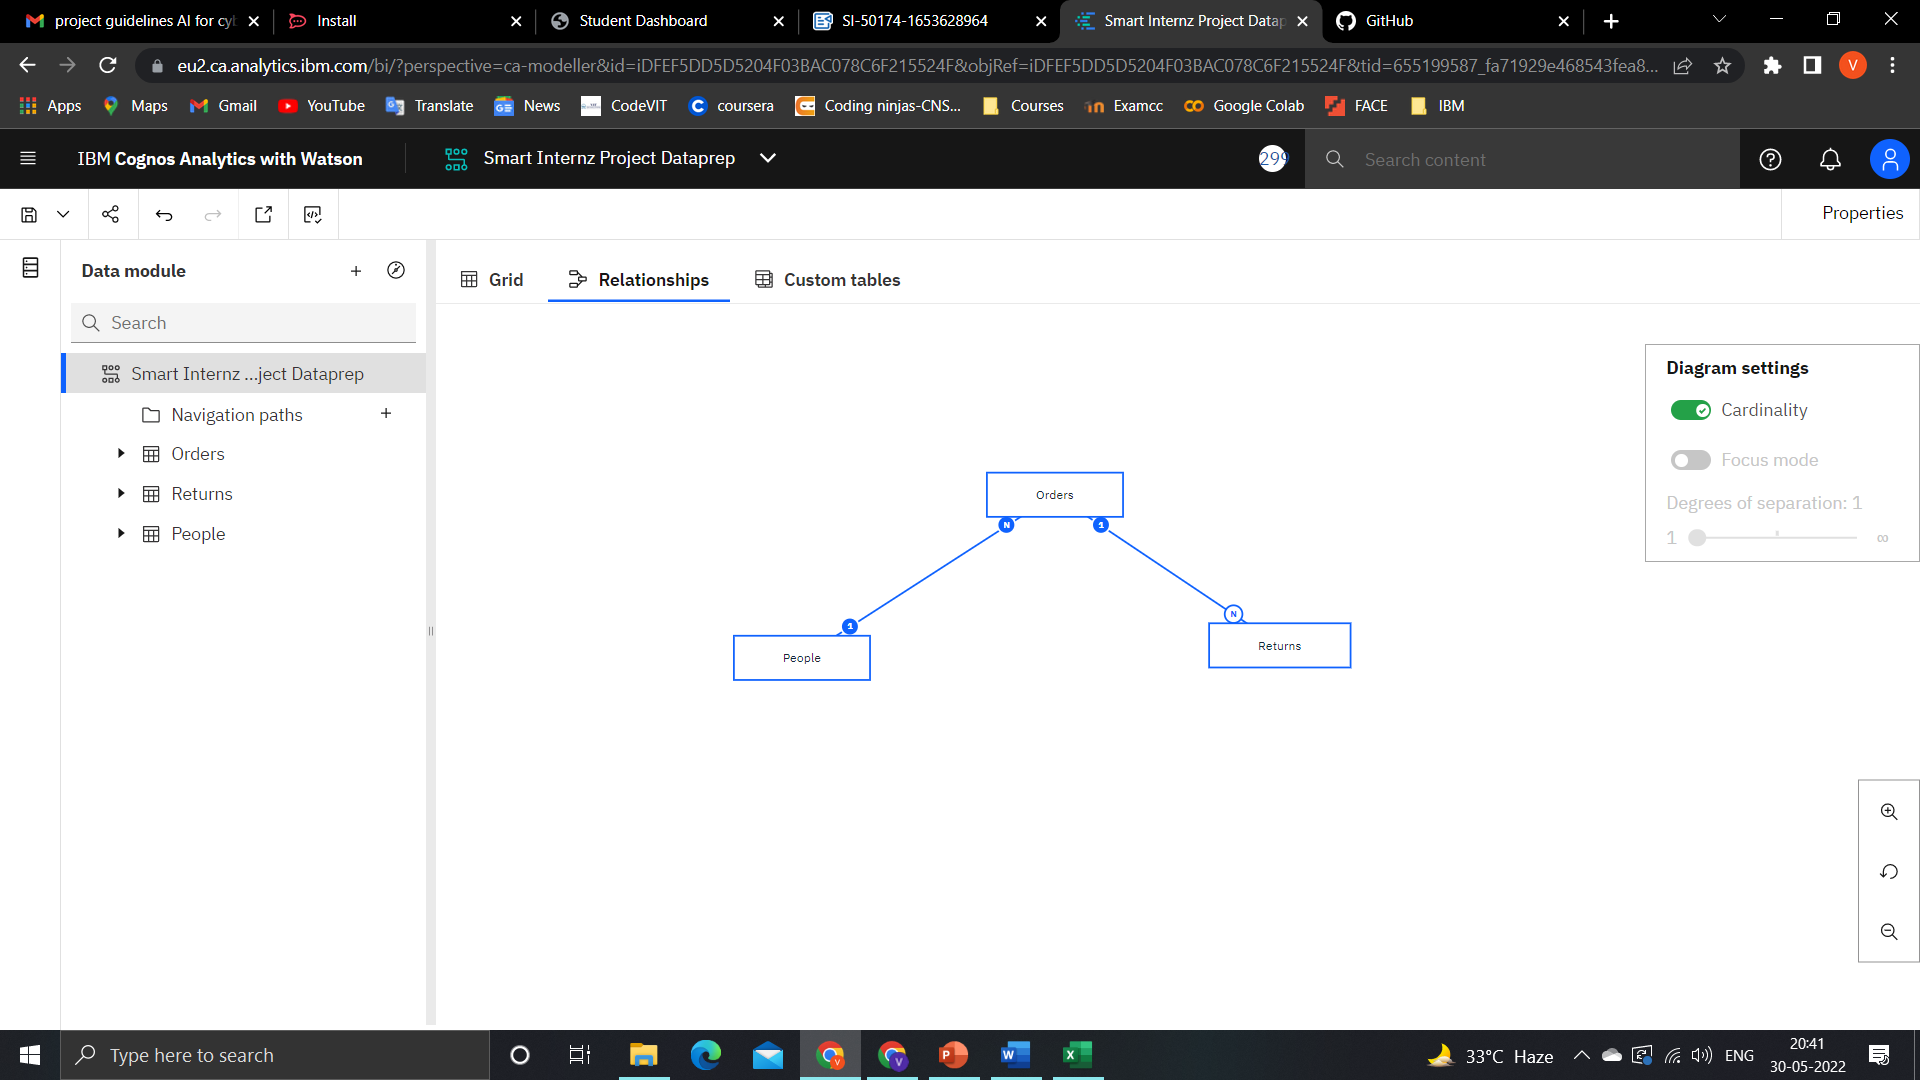 project guidelines AI for cy
Install
Student Dashboard
SI-50174-1653628964
Smart Internz Project Datap
GitHub
eu2.ca.analytics.ibm.com/bi/?perspective=ca-modeller&id=iDFEF5DD5D5204F03BAC078C6F215524F&objRef=iDFEF5DD5D5204F03BAC078C6F215524F&tid=655199587_fa71929e468543fea8...
V
Apps
Maps
Gmail
YouTube
Translate
News
CodeVIT
coursera
Coding ninjas-CNS...
Courses
Examcc
Google Colab
FACE
IBM
IBM Cognos Analytics with Watson
Smart Internz Project Dataprep
299
Search content
Properties
Data module
Search
Smart Internz ...ject Dataprep
Navigation paths
Orders
Returns
People
Grid
Relationships
Custom tables
Diagram settings
Cardinality
Focus mode
Degrees of separation: 1
1
∞
Orders
N
1
1
N
People
Returns
Type here to search
33°C Haze
ENG
20:41
30-05-2022